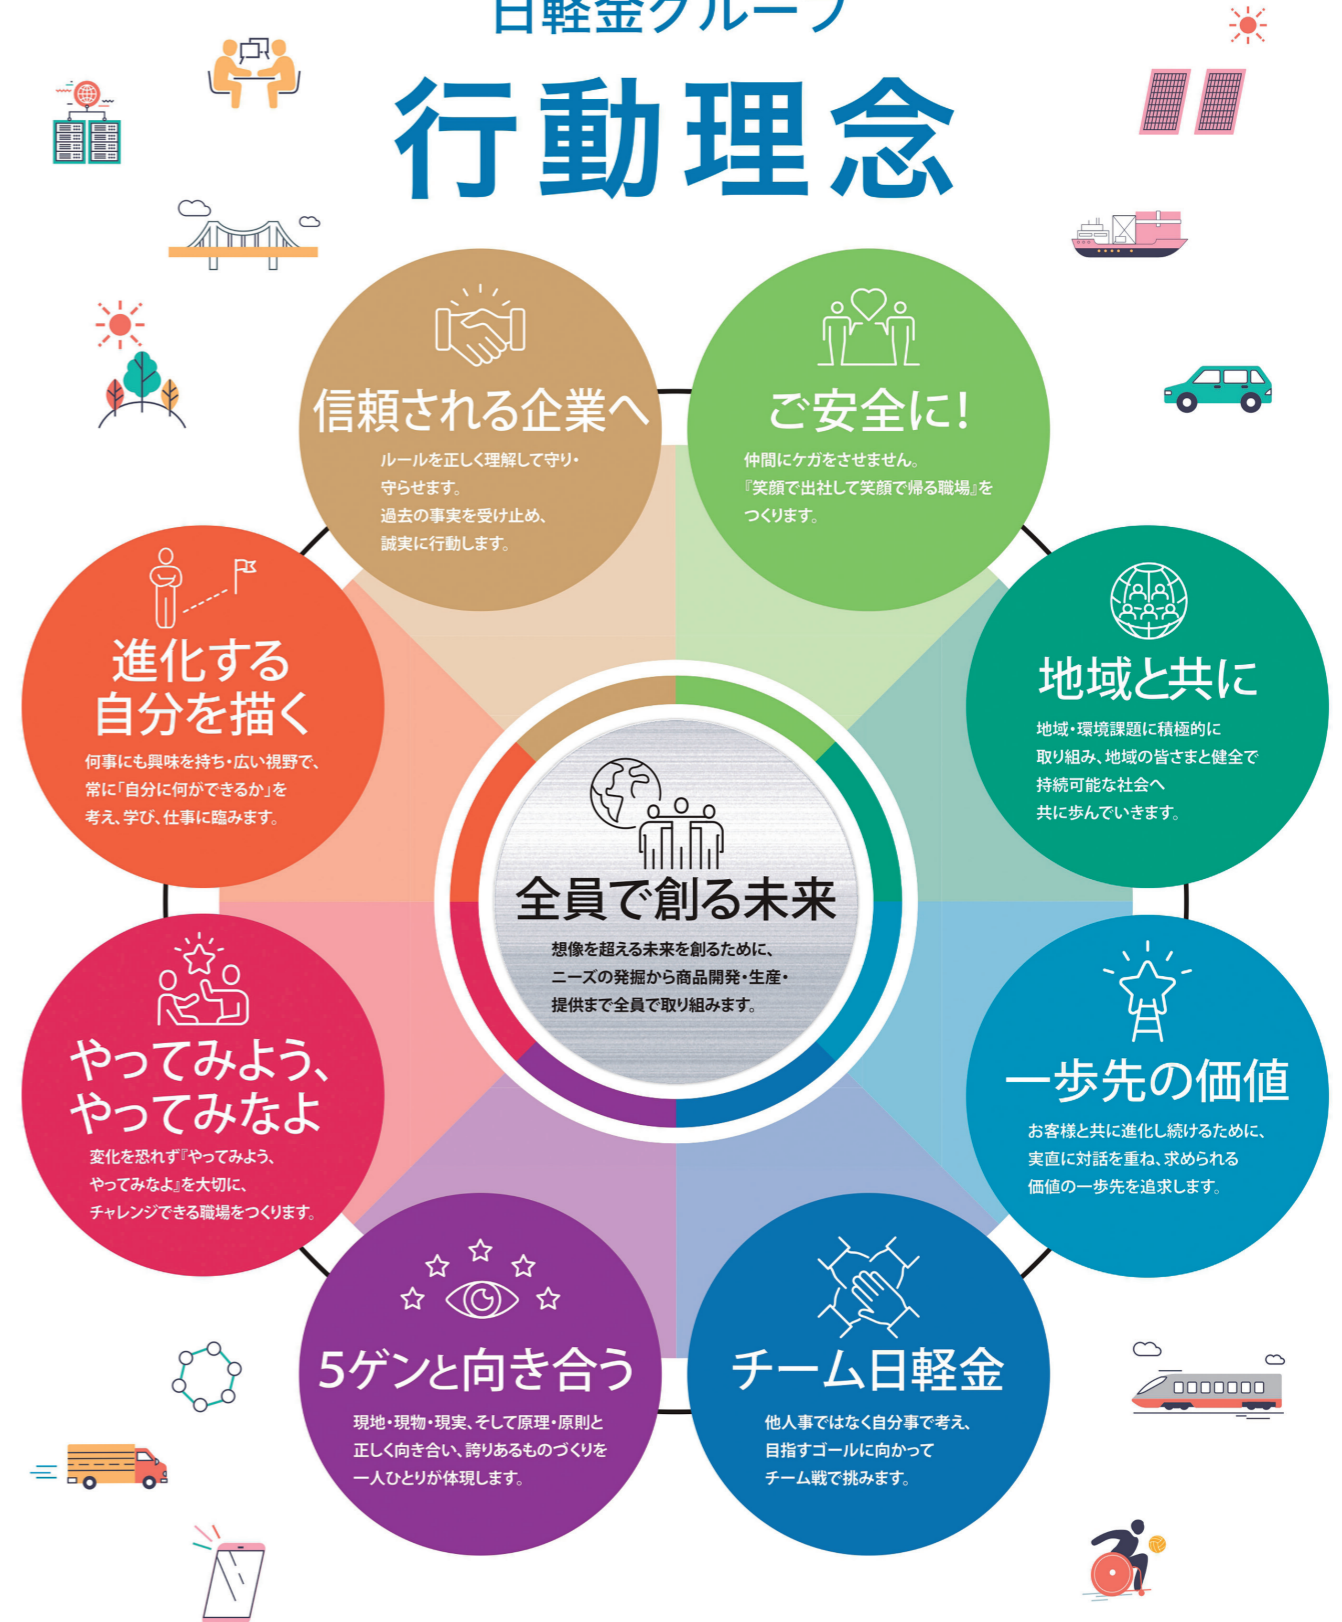 日軽金グループ
行動理念
信頼される企業へ
ルールを正しく理解して守り・
守らせます。
過去の事実を受け止め、
誠実に行動します。
ご安全に!
仲間にケガをさせません。
『笑顔で出社して笑顔で帰る職場』を
つくります。
進化する
自分を描く
何事にも興味を持ち・広い視野で、
常に「自分に何ができるか」を
考え、学び、仕事に臨みます。
地域と共に
地域・環境課題に積極的に
取り組み、地域の皆さまと健全で
持続可能な社会へ
共に歩んでいきます。
全員で創る未来
想像を超える未来を創るために、
ニーズの発掘から商品開発・生産・
提供まで全員で取り組みます。
やってみよう、
やってみなよ
変化を恐れず『やってみよう、
やってみなよ』を大切に、
チャレンジできる職場をつくります。
一歩先の価値
お客様と共に進化し続けるために、
実直に対話を重ね、求められる
価値の一歩先を追求します。
5ゲンと向き合う
現地・現物・現実、そして原理・原則と
正しく向き合い、誇りあるものづくりを
一人ひとりが体現します。
チーム日軽金
他人事ではなく自分事で考え、
目指すゴールに向かって
チーム戦で挑みます。